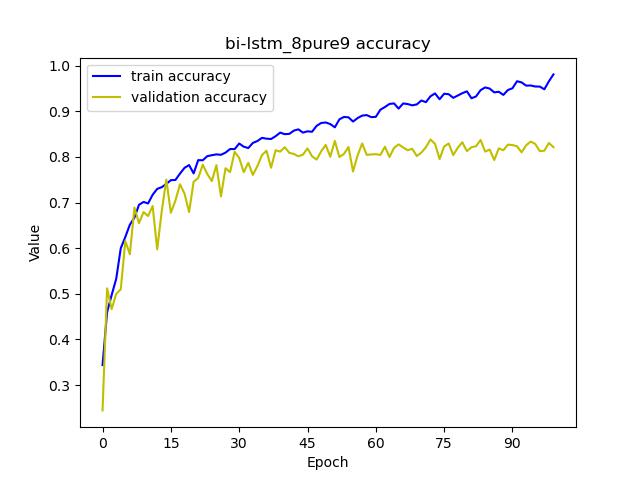 bi-lstm_8pure9 accuracy
train accuracy
validation accuracy
Value
1.0
0.9
0.8
0.7
0.6
0.5
0.4
0.3
0 15 30 45 60 75 90
Epoch